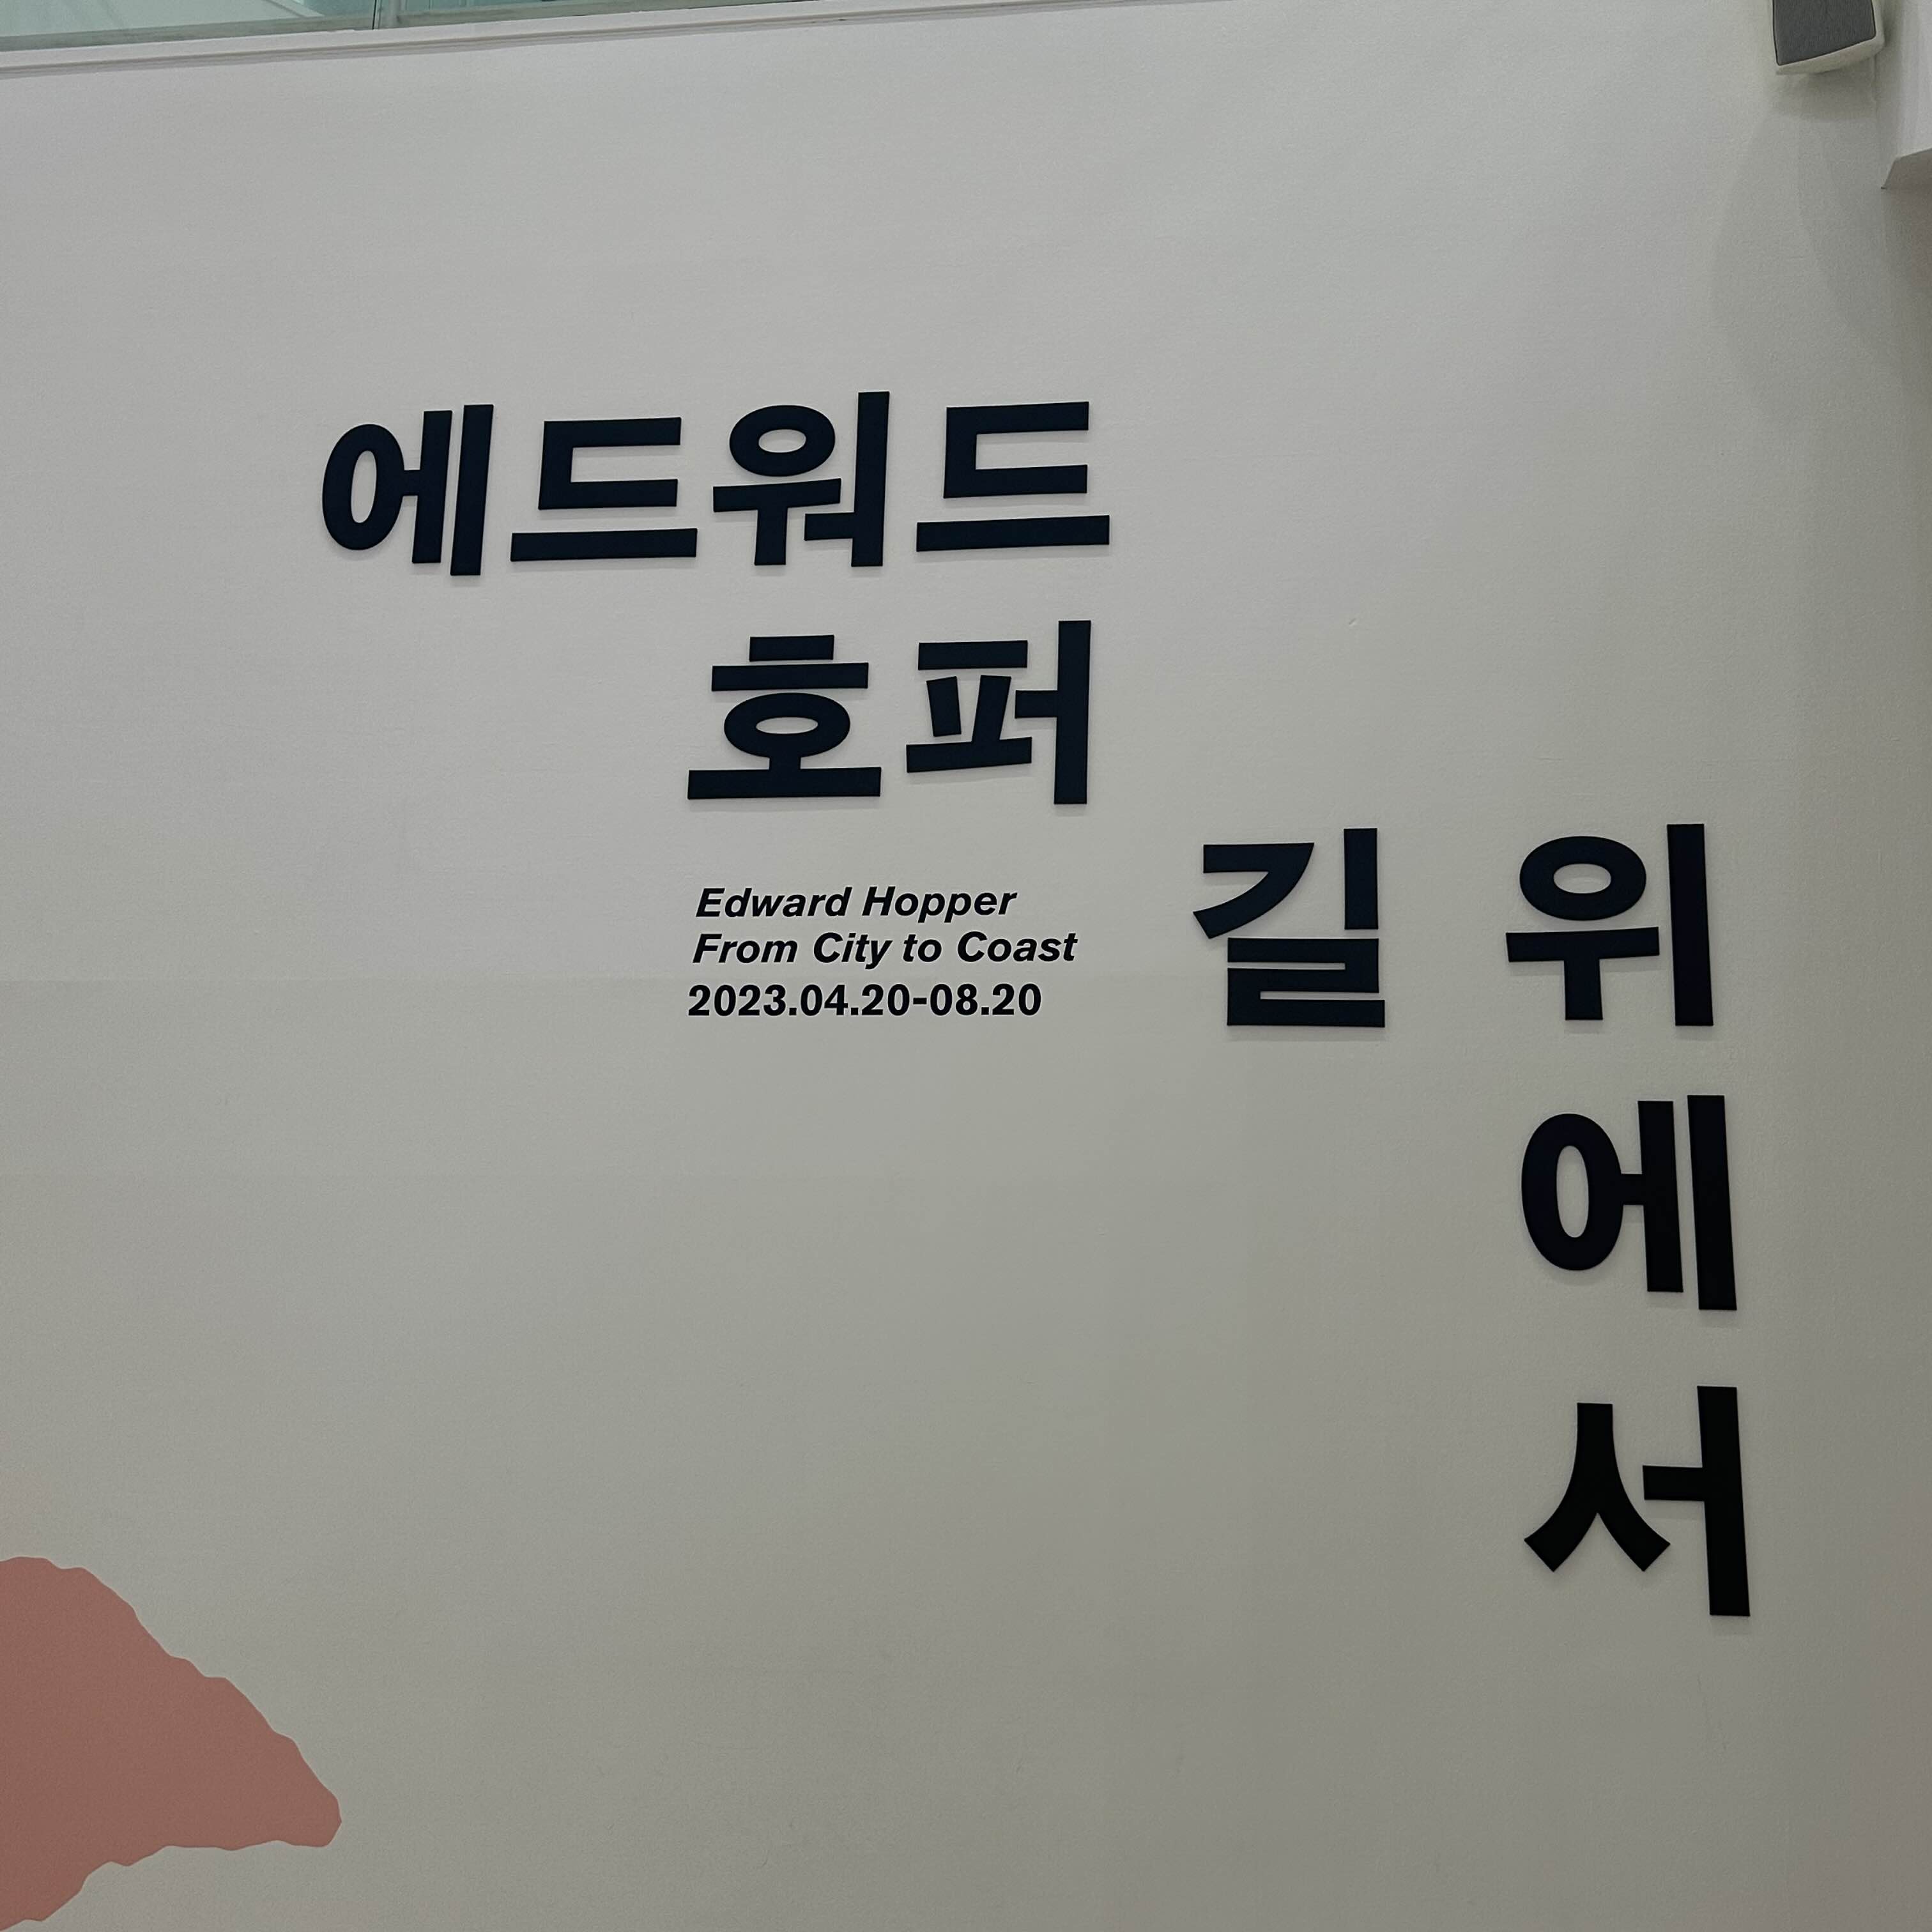 에드워드
호퍼
Edward Hopper
From City to Coast
2023.04.20-08.20
길 위
에
서